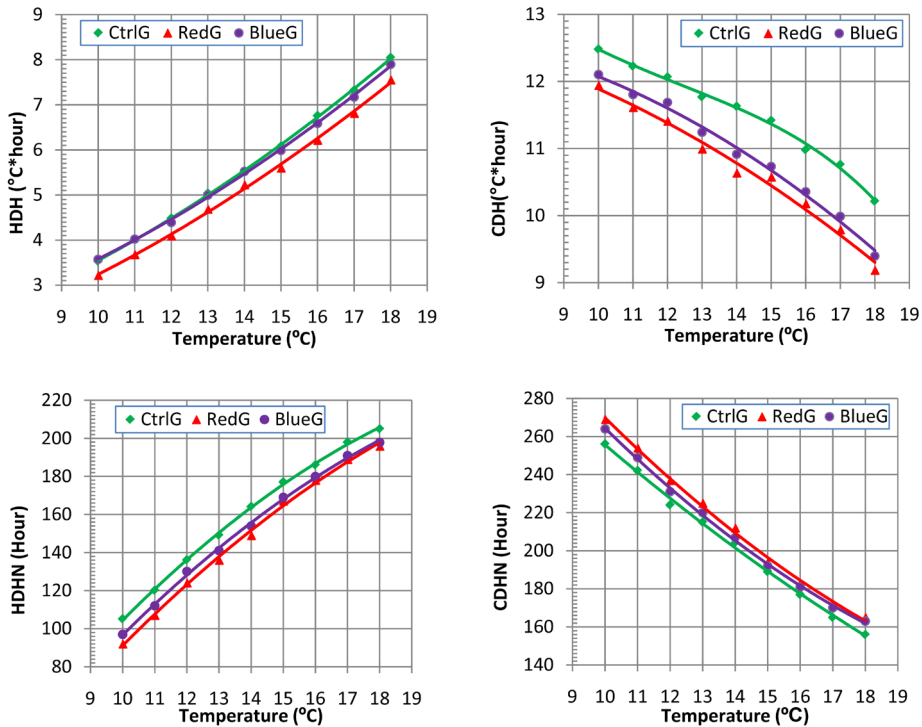 CtrlG RedG BlueG
HDH (°C*hour)
9
8
7
6
5
4
3
9 10 11 12 13 14 15 16 17 18 19
Temperature (⁰C)
CtrlG RedG BlueG
CDH(°C*hour)
13
12
11
10
9
9 10 11 12 13 14 15 16 17 18 19
Temperature (⁰C)
CtrlG RedG BlueG
HDHN (Hour)
220
200
180
160
140
120
100
80
9 10 11 12 13 14 15 16 17 18 19
Temperature (⁰C)
CtrlG RedG BlueG
CDHN (Hour)
280
260
240
220
200
180
160
140
9 10 11 12 13 14 15 16 17 18 19
Temperature (⁰C)